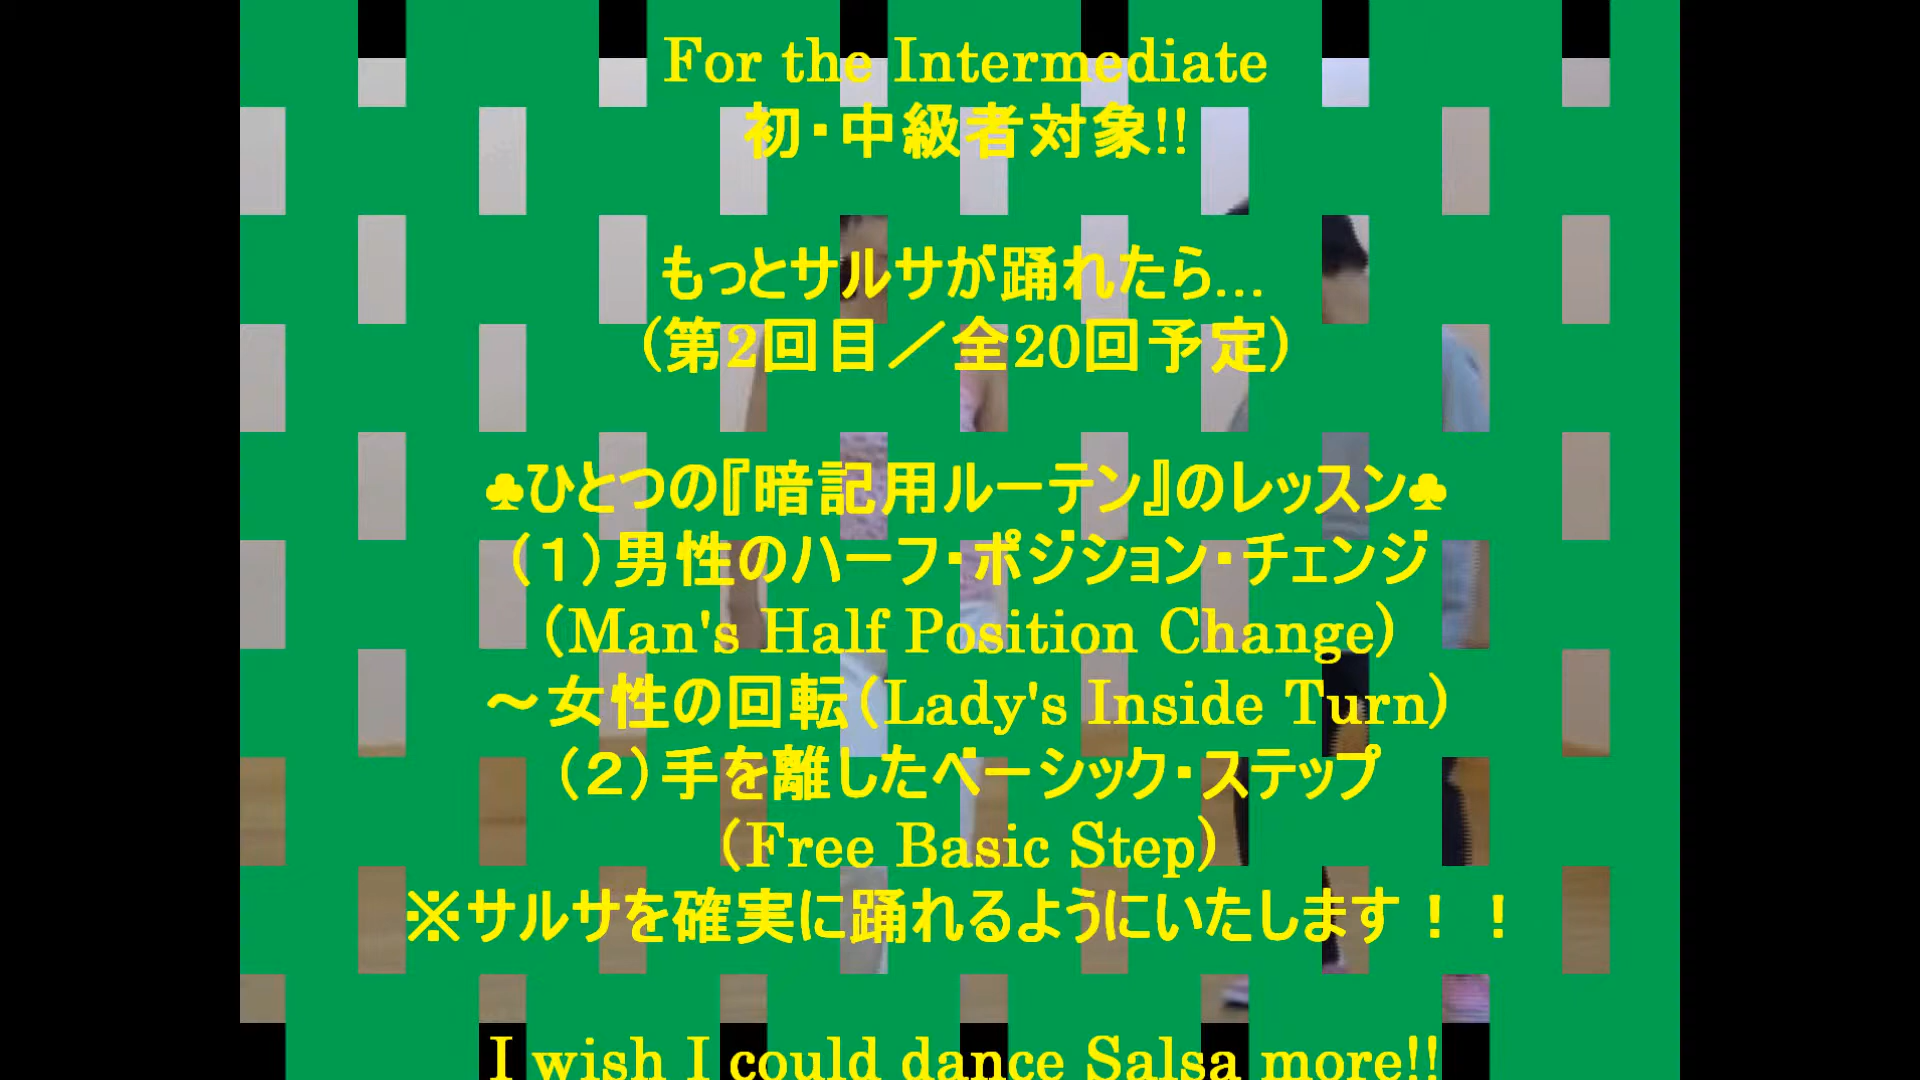 For the Intermediate
初・中級者対象!!
もっとサルサが踊れたら…
(第2回目／全20回予定)
♣ひとつの『暗記用ルーテン』のレッスン♣
(1)男性のハーフ・ポジション・チェンジ
(Man's Half Position Change)
～女性の回転(Lady's Inside Turn)
(2)手を離したベーシック・ステップ
(Free Basic Step)
※サルサを確実に踊れるようにいたします！！
I wish I could dance Salsa more!!